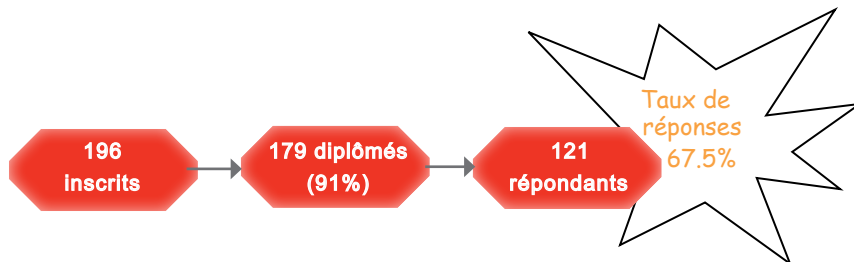 196
inscrits
179 diplômés
(91%)
121
répondants
Taux de
réponses
67.5%